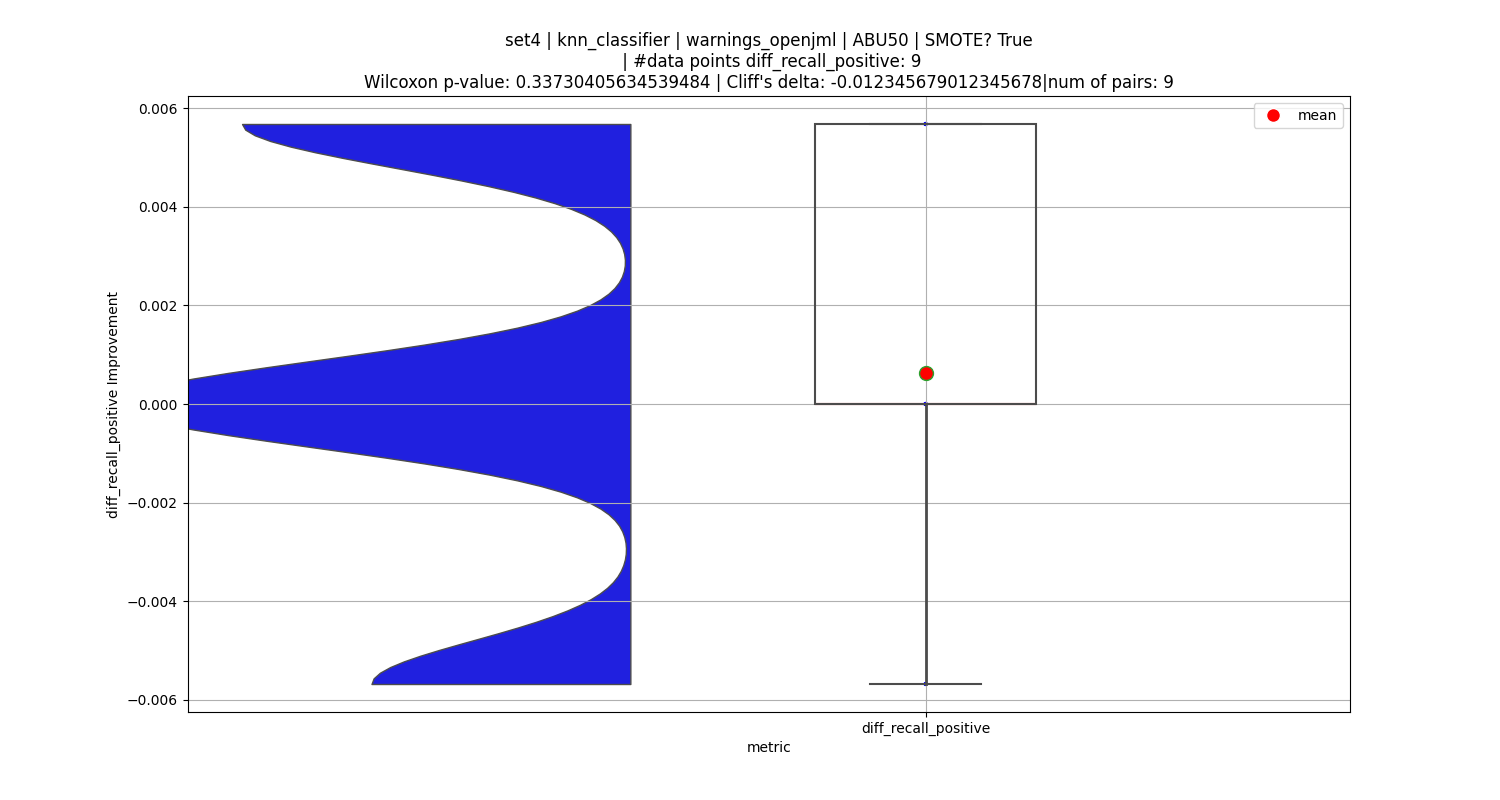 set4 | knn_classifier | warnings_openjml | ABU50 | SMOTE? True
| #data points diff_recall_positive: 9
Wilcoxon p-value: 0.33730405634539484 | Cliff's delta: -0.012345679012345678|num of pairs: 9
mean
diff_recall_positive Improvement
0.006
0.004
0.002
0.000
−0.002
−0.004
−0.006
diff_recall_positive
metric